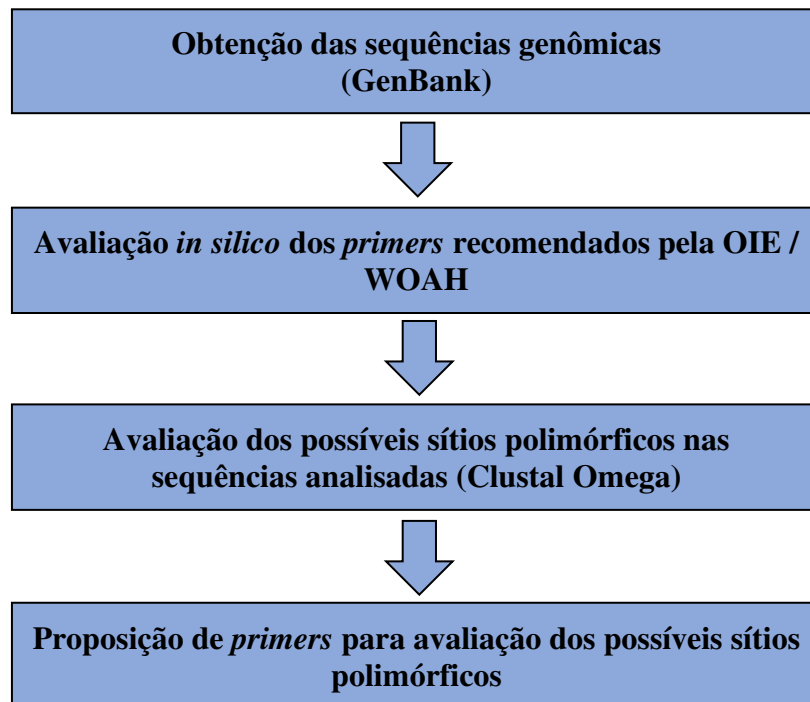 Obtenção das sequências genômicas
(GenBank)
Avaliação in silico dos primers recomendados pela OIE /
WOAH
Avaliação dos possíveis sítios polimórficos nas
sequências analisadas (Clustal Omega)
Proposição de primers para avaliação dos possíveis sítios
polimórficos